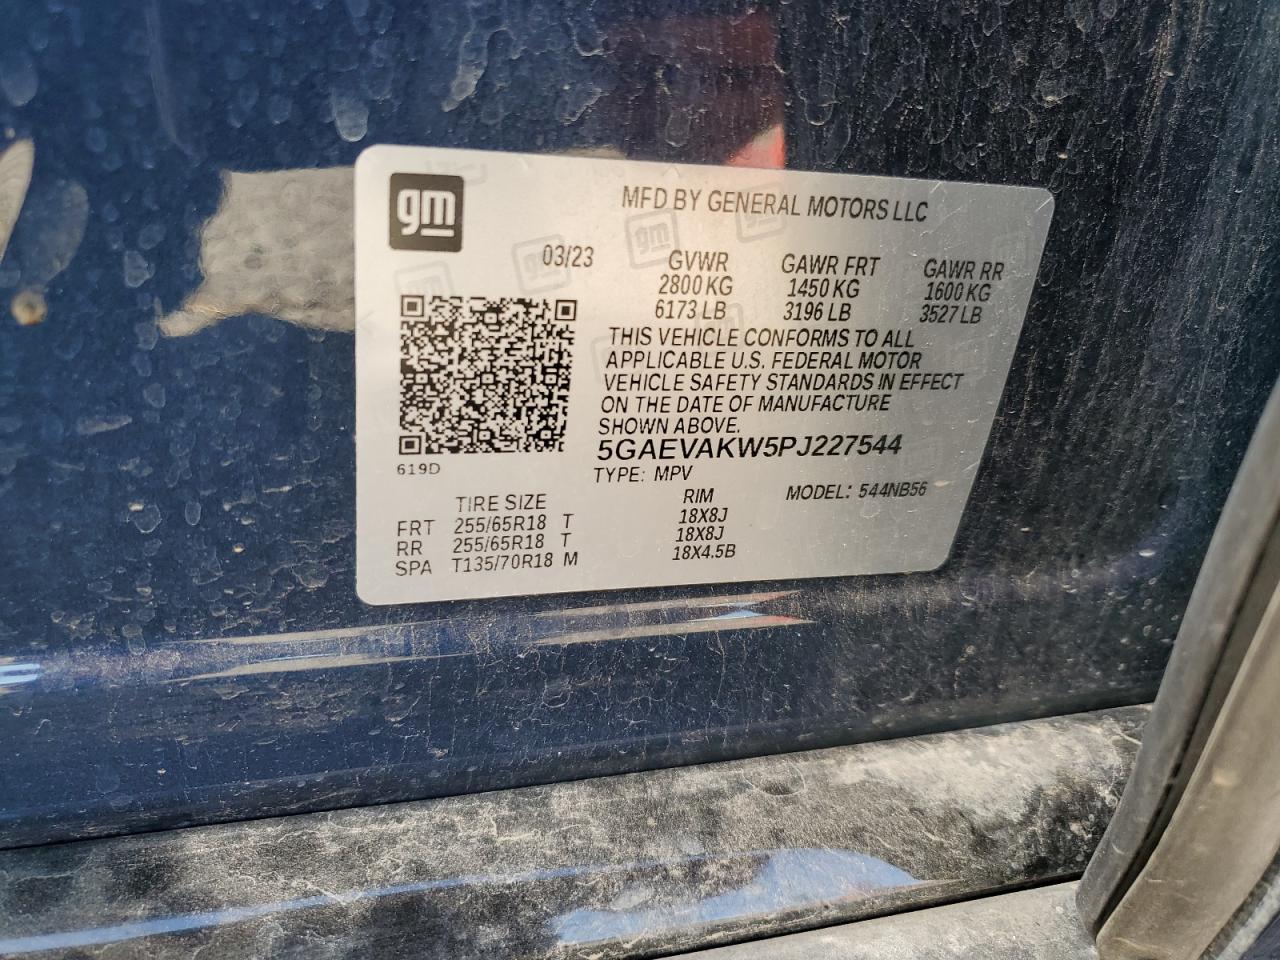 gm
MFD BY GENERAL MOTORS LLC
03/23 GVWR GAWR FRT GAWR RR
2800 KG 1450 KG 1600 KG
6173 LB 3196 LB 3527 LB
THIS VEHICLE CONFORMS TO ALL
APPLICABLE U.S. FEDERAL MOTOR
VEHICLE SAFETY STANDARDS IN EFFECT
ON THE DATE OF MANUFACTURE
SHOWN ABOVE.
5GAEVAKW5PJ227544
619D
TYPE: MPV
MODEL: 544NB56
TIRE SIZE RIM
FRT 255/65R18 T 18X8J
RR 255/65R18 T 18X8J
SPA T135/70R18 M 18X4.5B